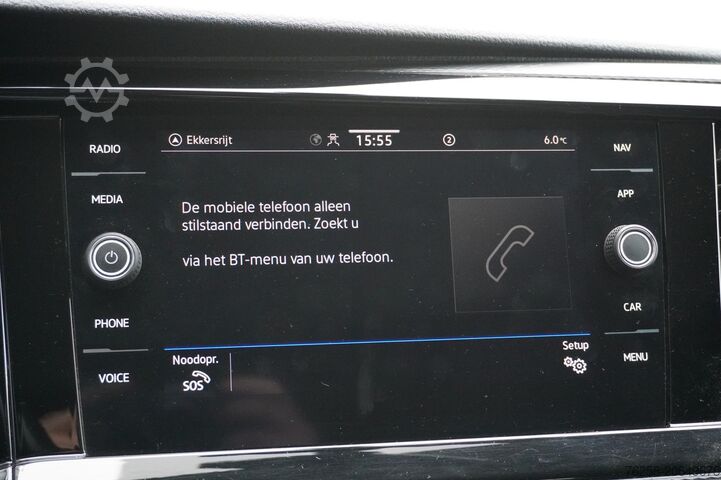 RADIO
MEDIA
PHONE
VOICE
Ekkersrijt
15:55
2
6.0°C
De mobiele telefoon alleen
stilstaand verbinden. Zoekt u
via het BT-menu van uw telefoon.
Noodopr.
SOS
Setup
NAV
APP
CAR
MENU